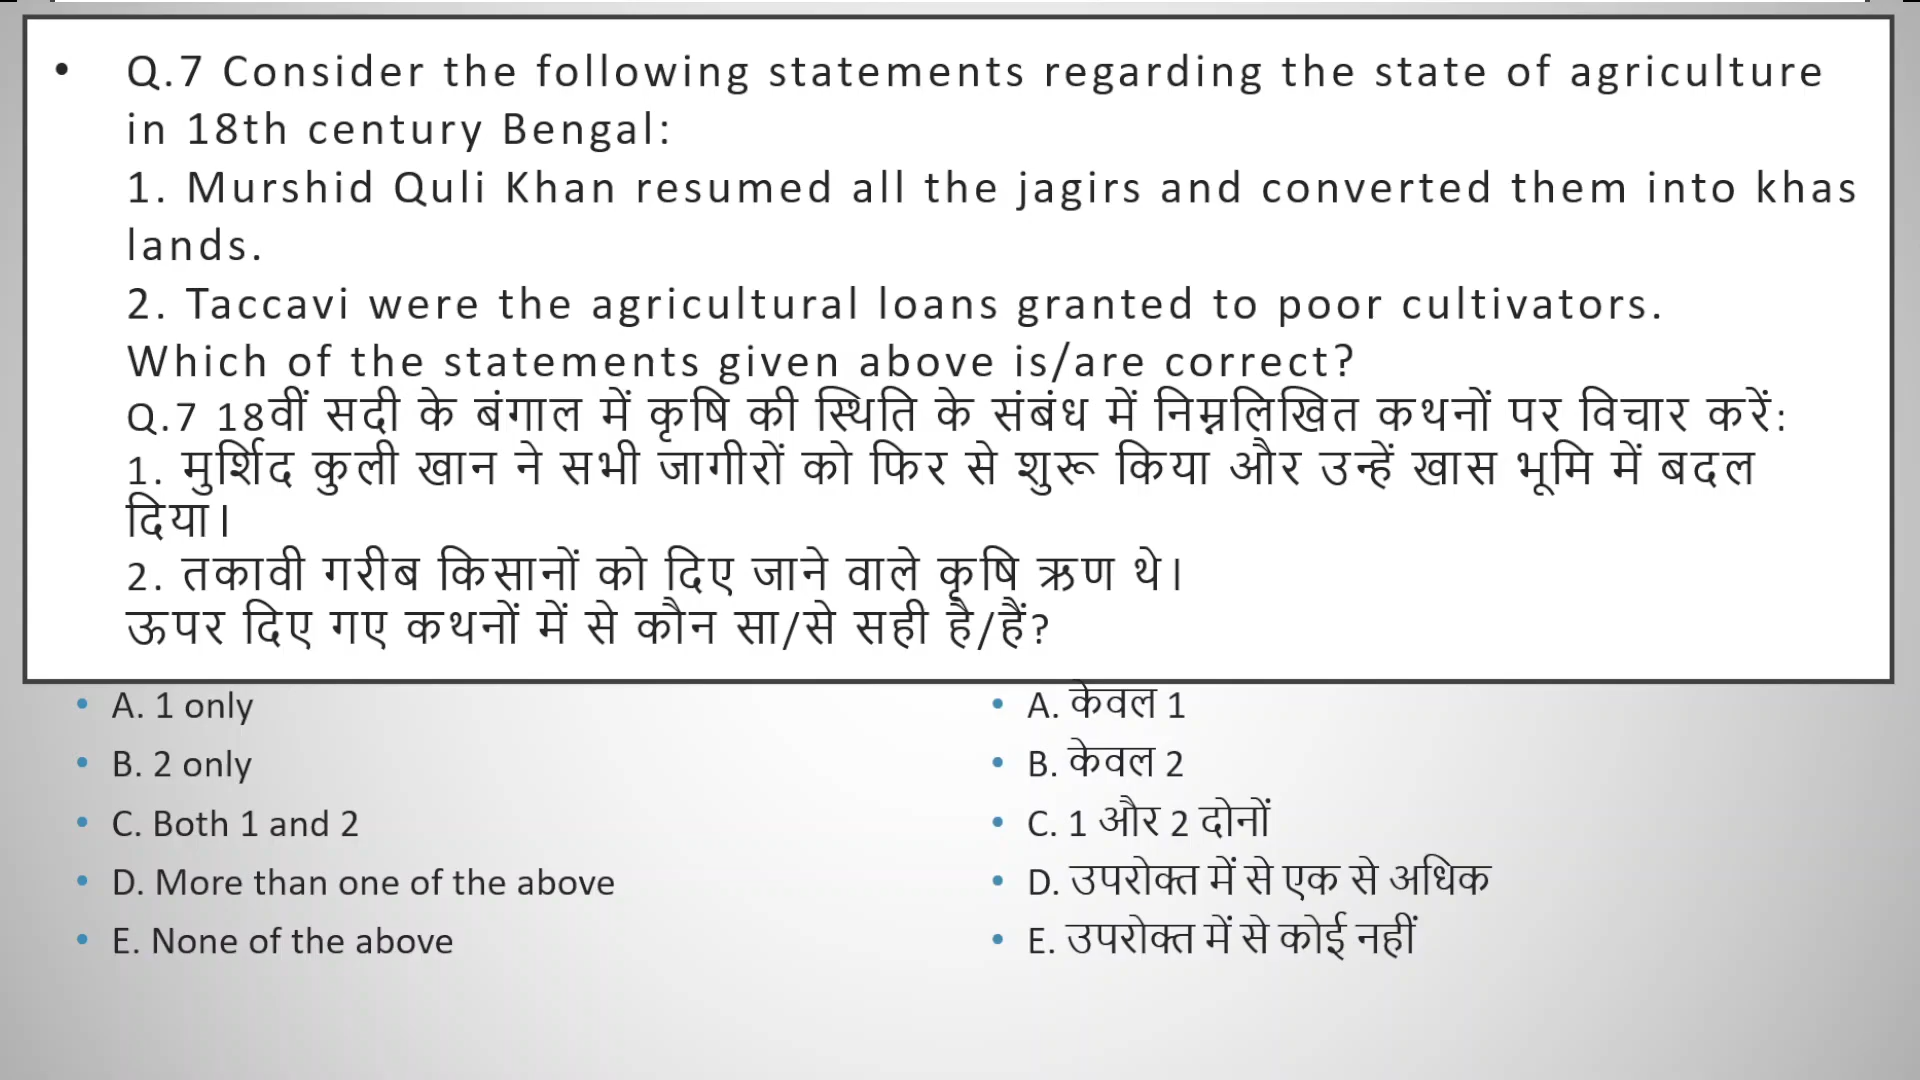 • Q.7 Consider the following statements regarding the state of agriculture
in 18th century Bengal:
1. Murshid Quli Khan resumed all the jagirs and converted them into khas
lands.
2. Taccavi were the agricultural loans granted to poor cultivators.
Which of the statements given above is/are correct?
Q.7 18वीं सदी के बंगाल में कृषि की स्थिति के संबंध में निम्नलिखित कथनों पर विचार करें:
1. मुर्शिद कुली खान ने सभी जागीरों को फिर से शुरू किया और उन्हें खास भूमि में बदल
दिया।
2. तकावी गरीब किसानों को दिए जाने वाले कृषि ऋण थे।
ऊपर दिए गए कथनों में से कौन सा/से सही है/हैं?
• A. 1 only
• B. 2 only
• C. Both 1 and 2
• D. More than one of the above
• E. None of the above
• A. केवल 1
• B. केवल 2
• C. 1 और 2 दोनों
• D. उपरोक्त में से एक से अधिक
• E. उपरोक्त में से कोई नहीं